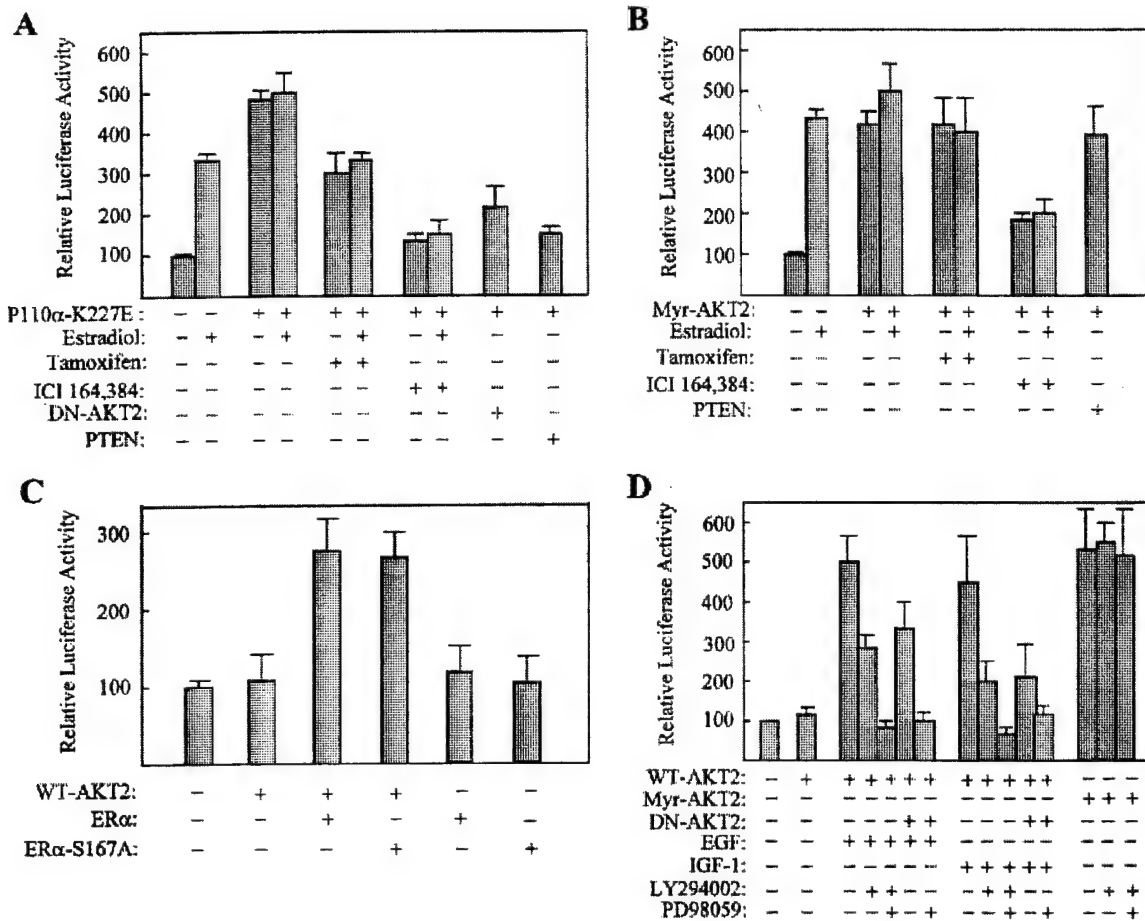 A
Relative Luciferase Activity
600
500
400
300
200
100
P110α-K227E : − − + + + + + + + +
Estradiol: − + − + − + − + − −
Tamoxifen: − − − − + + − − − −
ICI 164,384: − − − − − − + + − −
DN-AKT2: − − − − − − − − + −
PTEN: − − − − − − − − − +
B
Relative Luciferase Activity
600
500
400
300
200
100
Myr-AKT2: − − + + + + + + +
Estradiol: − + − + − + − + −
Tamoxifen: − − − − + + − − −
ICI 164,384: − − − − − − + + −
PTEN: − − − − − − − − +
C
Relative Luciferase Activity
300
200
100
WT-AKT2: − + + + − −
ERα: − − + − + −
ERα-S167A: − − − + − +
D
Relative Luciferase Activity
600
500
400
300
200
100
WT-AKT2: − + + + + + + + + + + + − − −
Myr-AKT2: − − − − − − − − − − − − + + +
DN-AKT2: − − − − − + + − − − + + − − −
EGF: − − + + + + + − − − − − − − −
IGF-1: − − − − − − − + + + + + − − −
LY294002: − − − + + − − − + + − − − + −
PD98059: − − − − + − + − − + − + − − +